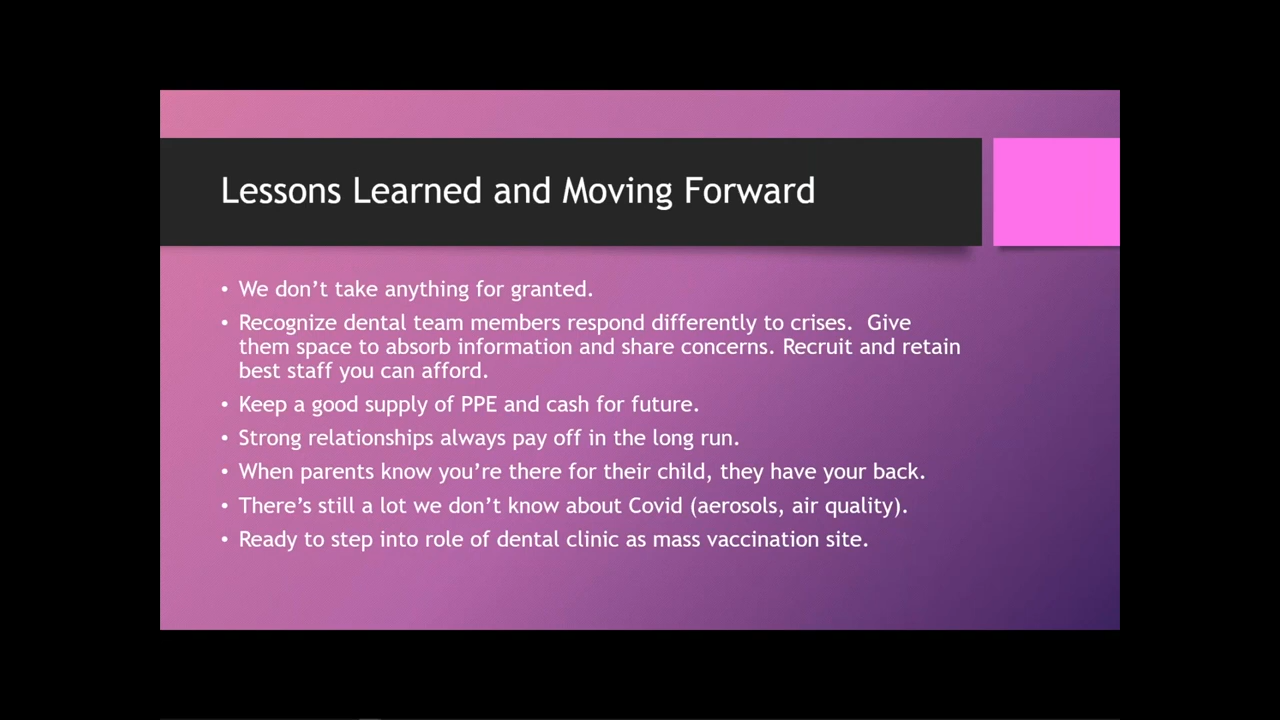 Lessons Learned and Moving Forward
• We don’t take anything for granted.
• Recognize dental team members respond differently to crises.  Give
them space to absorb information and share concerns. Recruit and retain
best staff you can afford.
• Keep a good supply of PPE and cash for future.
• Strong relationships always pay off in the long run.
• When parents know you’re there for their child, they have your back.
• There’s still a lot we don’t know about Covid (aerosols, air quality).
• Ready to step into role of dental clinic as mass vaccination site.